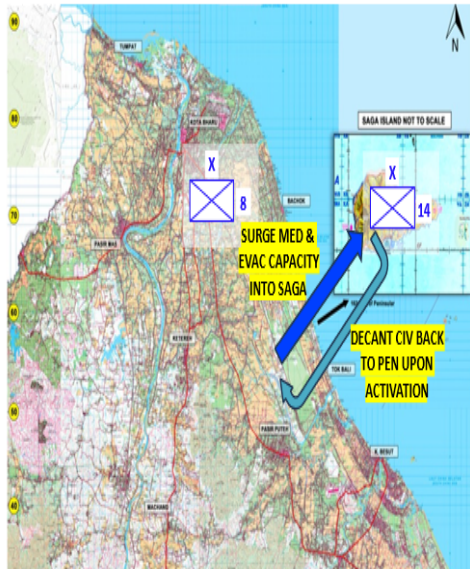 N
90
TUMPAT
80
KOTA BHARU
SAGA ISLAND NOT TO SCALE
X
8
X
14
BACHOK
70
PASIR MAS
SURGE MED &
EVAC CAPACITY
INTO SAGA
60
KETEREH
DECANT CIV BACK
TO PEN UPON
ACTIVATION
TOK BALI
50
PASIR PUTEH
K. BESUT
MACHANG
40